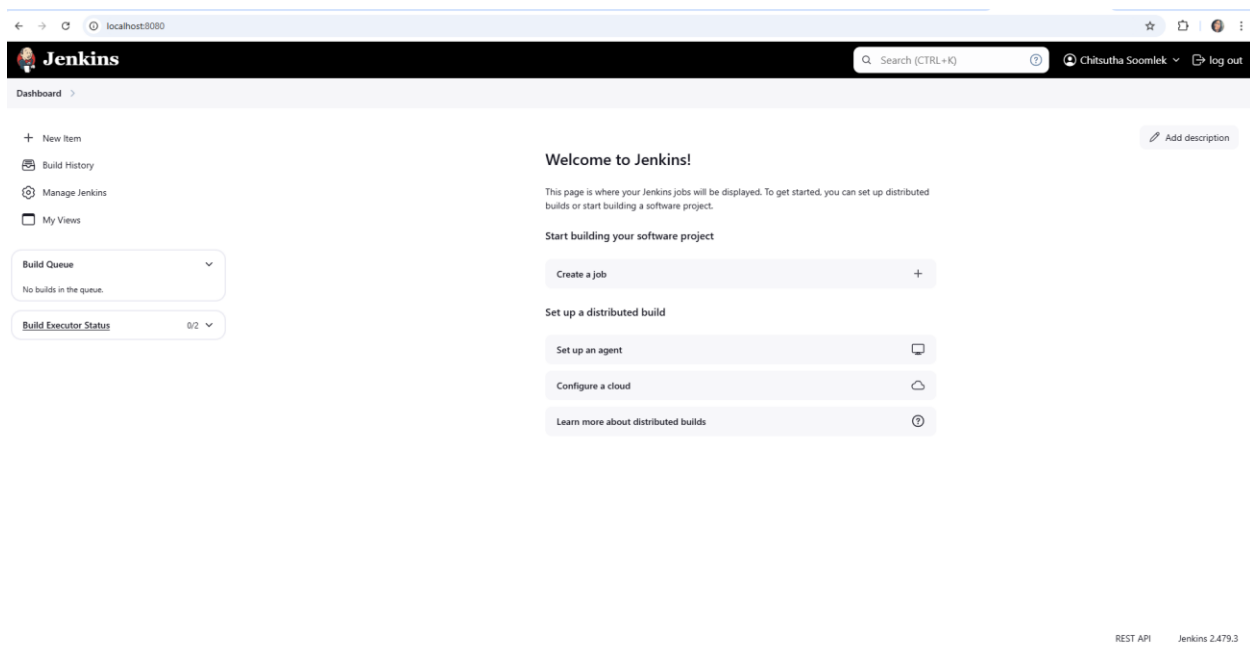 localhost:8080
Jenkins
Search (CTRL+K)
Chitsutha Soomlek
log out
Dashboard
New Item
Build History
Manage Jenkins
My Views
Build Queue
No builds in the queue.
Build Executor Status
0/2
Add description
Welcome to Jenkins!
This page is where your Jenkins jobs will be displayed. To get started, you can set up distributed
builds or start building a software project.
Start building your software project
Create a job
Set up a distributed build
Set up an agent
Configure a cloud
Learn more about distributed builds
REST API
Jenkins 2.479.3